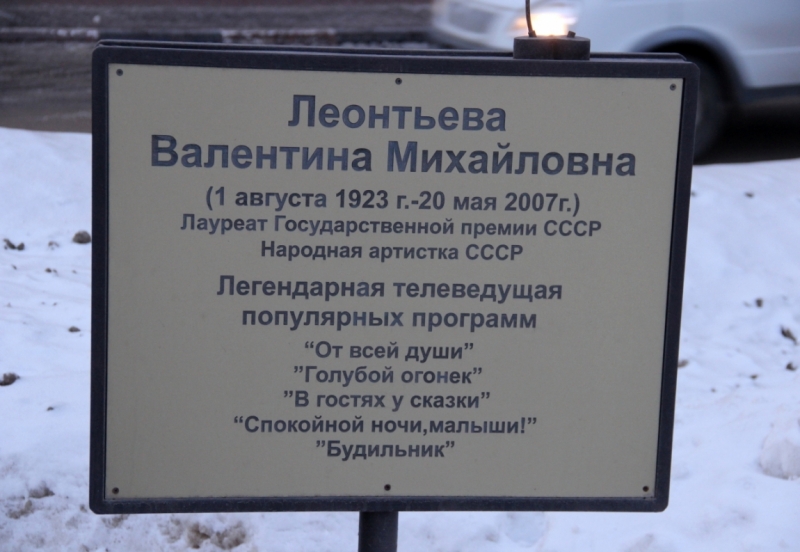 Леонтьева
Валентина Михайловна
(1 августа 1923 г.-20 мая 2007г.)
Лауреат Государственной премии СССР
Народная артистка СССР
Легендарная телеведущая
популярных программ
“От всей души”
”Голубой огонек”
”В гостях у сказки”
“Спокойной ночи,малыши!”
”Будильник”